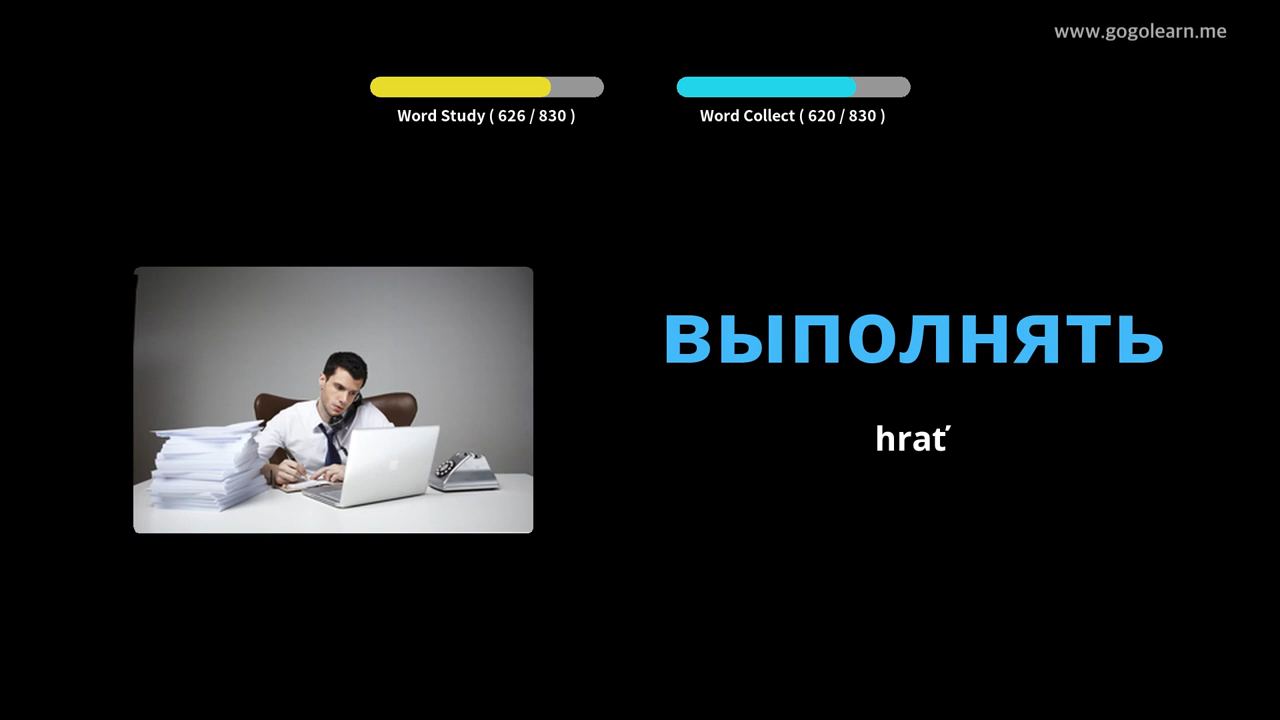 www.gogolearn.me
Word Study ( 626 / 830 )
Word Collect ( 620 / 830 )
выполнять
hrať